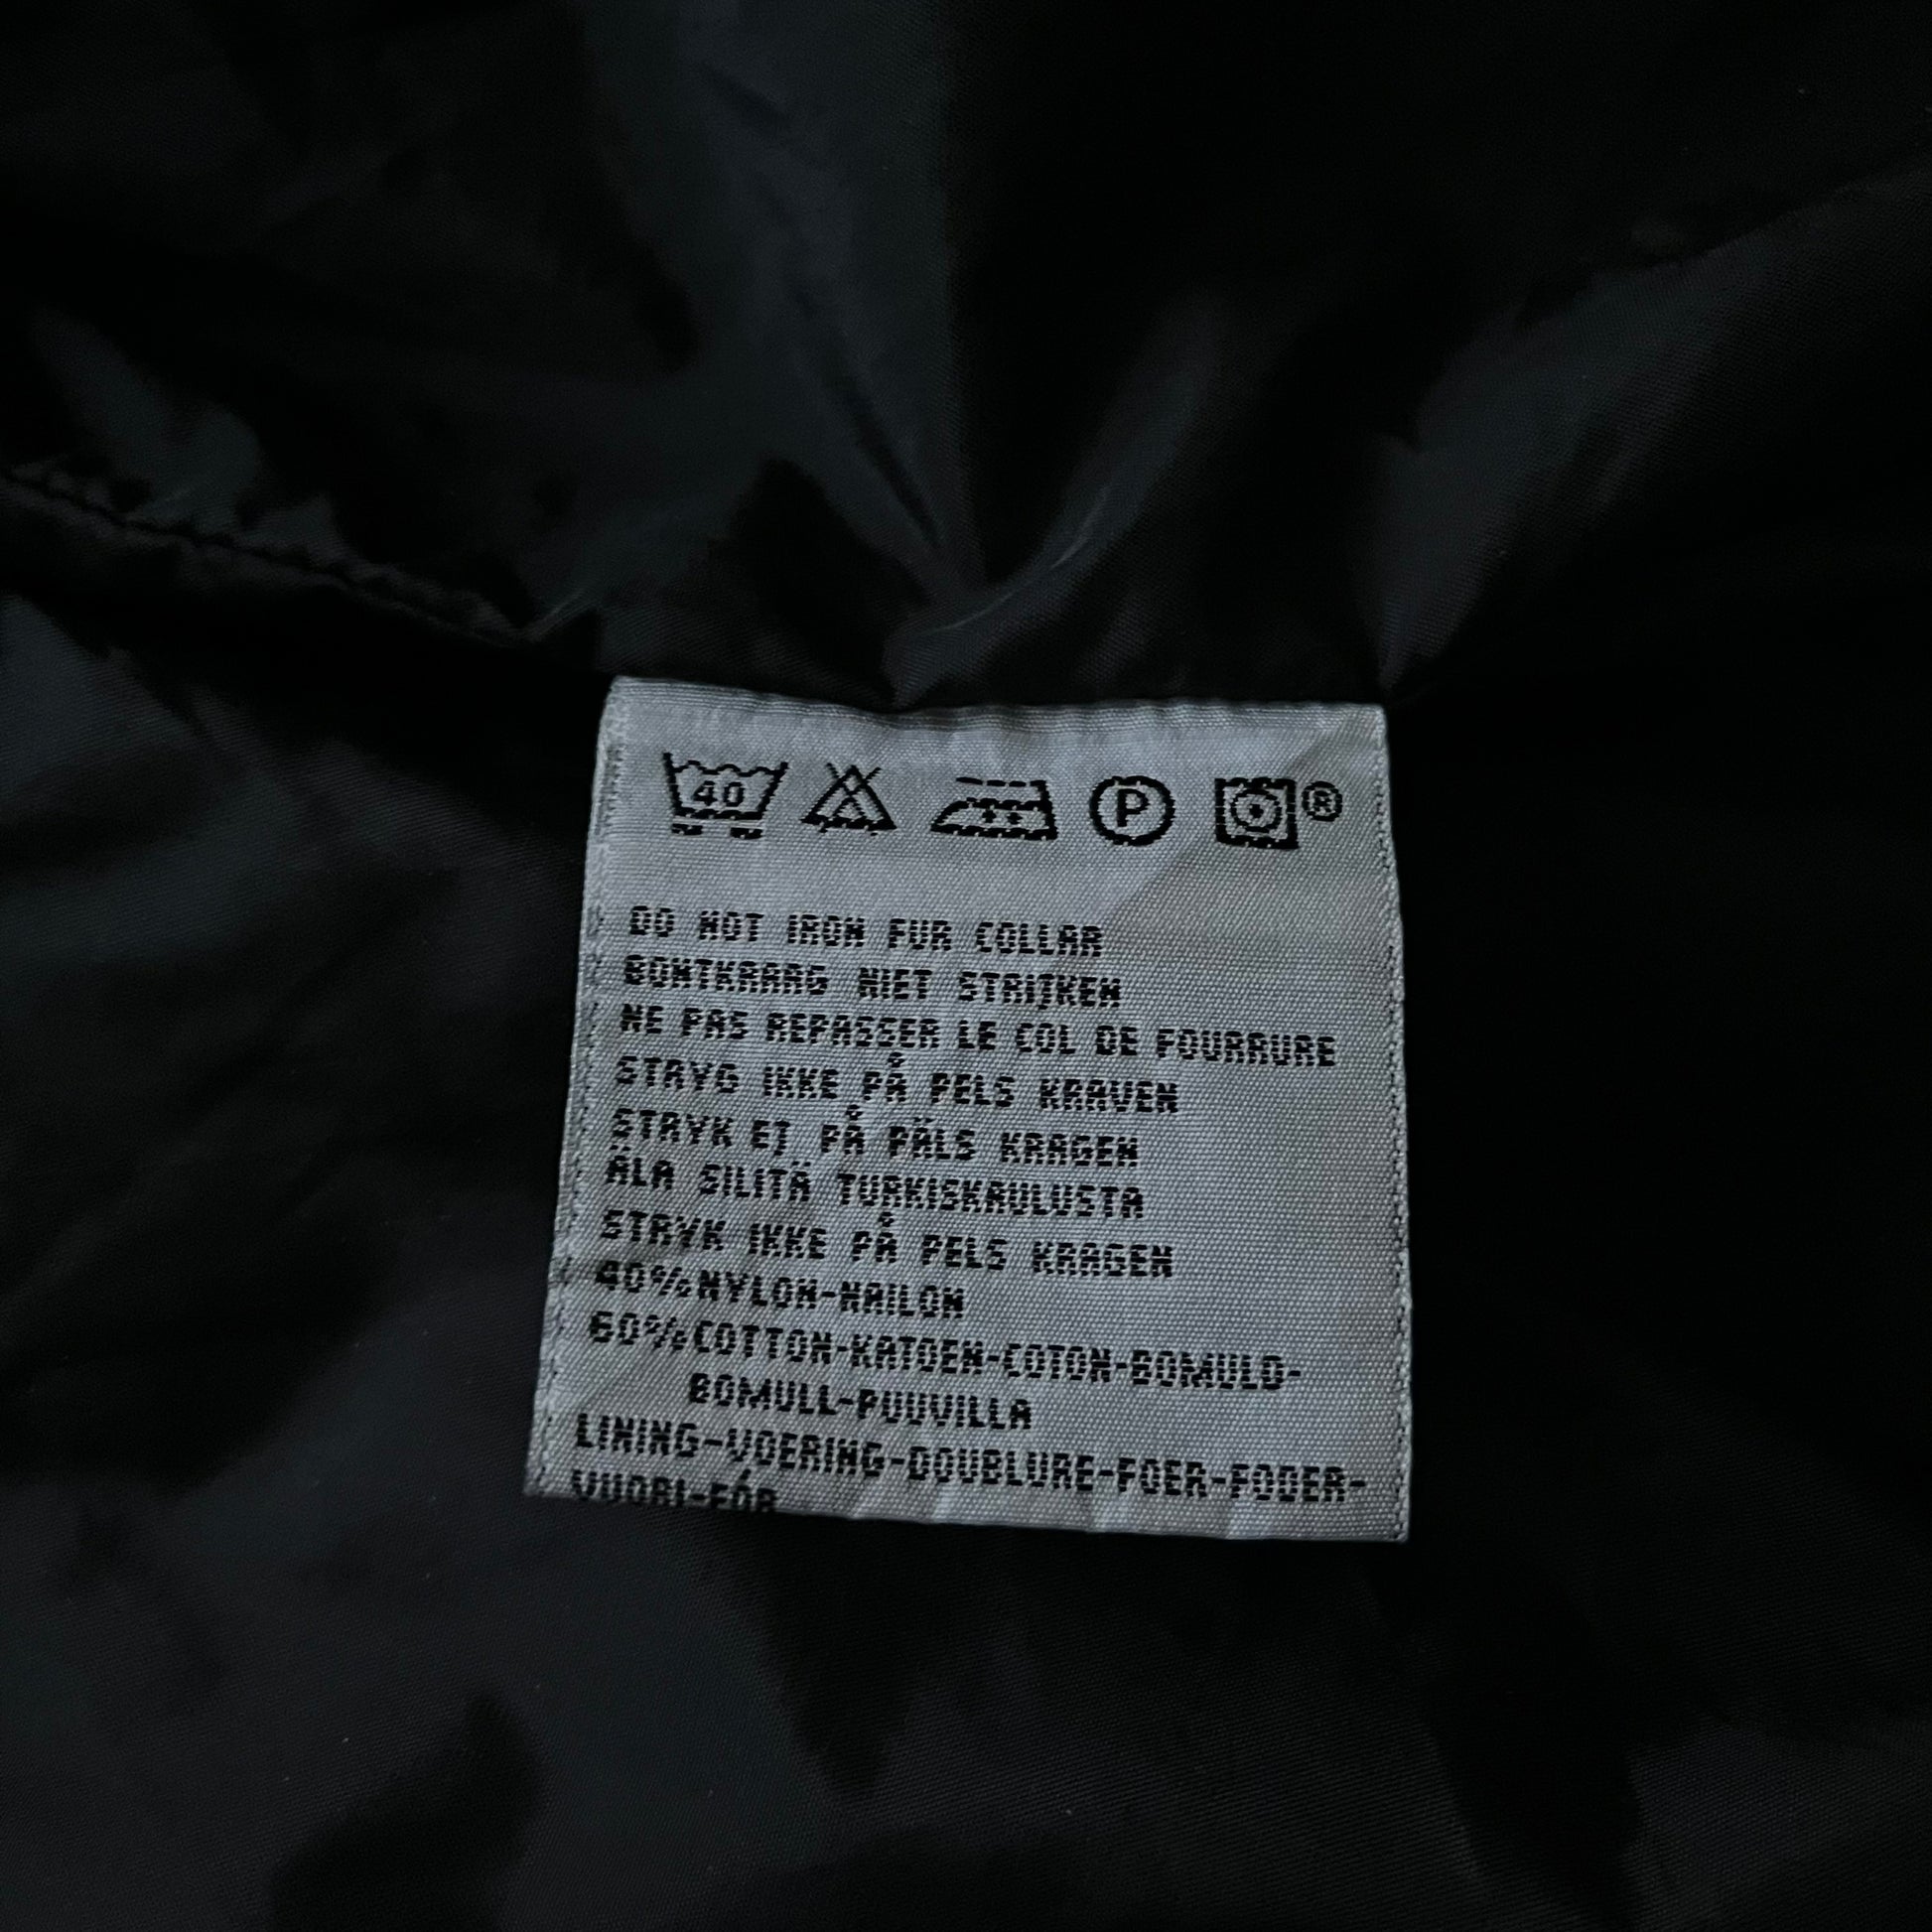 40 P ®
DO NOT IRON FUR COLLAR
BONTKRAAG NIET STRIJKEN
NE PAS REPASSER LE COL DE FOURRURE
STRYG IKKE PÅ PELS KRAVEN
STRYK EJ PÅ PÄLS KRAGEN
ÄLA SILITÄ TURKISKAULUSTA
STRYK IKKE PÅ PELS KRAGEN
40%NYLON-NAILON
60%COTTON-KATOEN-COTON-BOMULD-
BOMULL-PUUVILLA
LINING-VOERING-DOUBLURE-FOER-FODER-
VUORI-FÓR